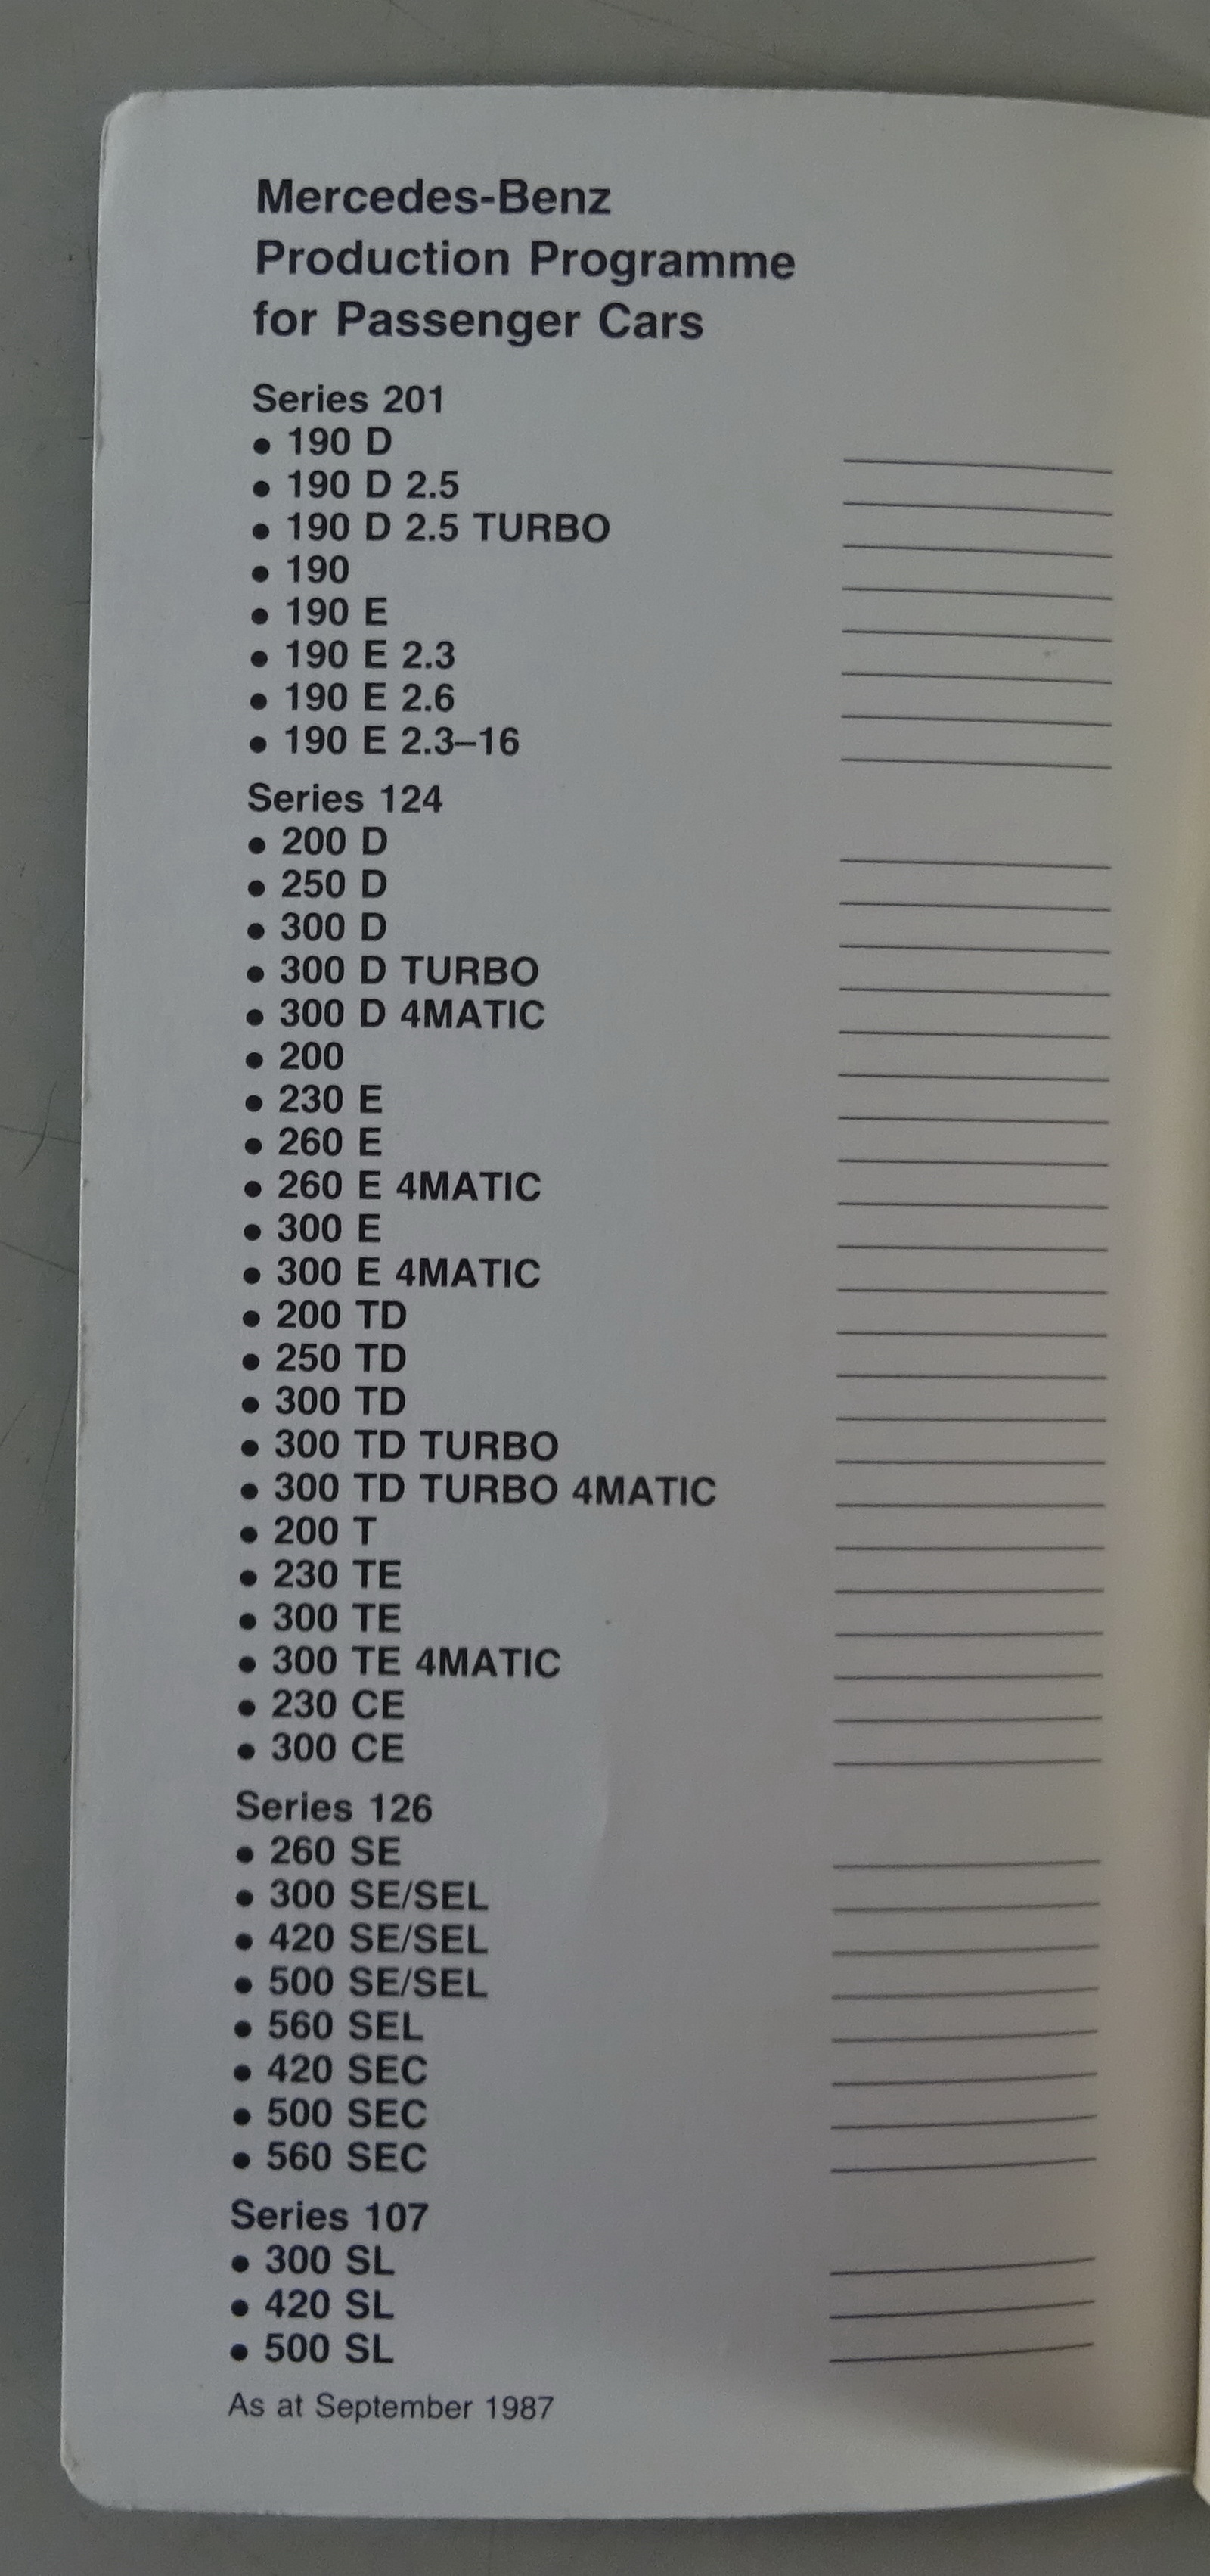 Mercedes-Benz
Production Programme
for Passenger Cars
Series 201
● 190 D
● 190 D 2.5
● 190 D 2.5 TURBO
● 190
● 190 E
● 190 E 2.3
● 190 E 2.6
● 190 E 2.3–16
Series 124
● 200 D
● 250 D
● 300 D
● 300 D TURBO
● 300 D 4MATIC
● 200
● 230 E
● 260 E
● 260 E 4MATIC
● 300 E
● 300 E 4MATIC
● 200 TD
● 250 TD
● 300 TD
● 300 TD TURBO
● 300 TD TURBO 4MATIC
● 200 T
● 230 TE
● 300 TE
● 300 TE 4MATIC
● 230 CE
● 300 CE
Series 126
● 260 SE
● 300 SE/SEL
● 420 SE/SEL
● 500 SE/SEL
● 560 SEL
● 420 SEC
● 500 SEC
● 560 SEC
Series 107
● 300 SL
● 420 SL
● 500 SL
As at September 1987